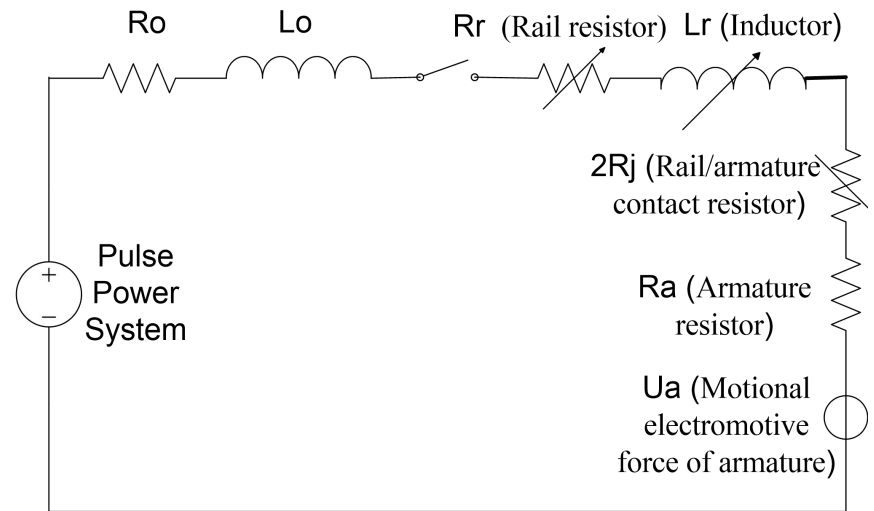 Ro
Lo
Rr (Rail resistor)
Lr (Inductor)
2Rj (Rail/armature
contact resistor)
Pulse
Power
System
+
−
Ra (Armature
resistor)
Ua (Motional
electromotive
force of armature)